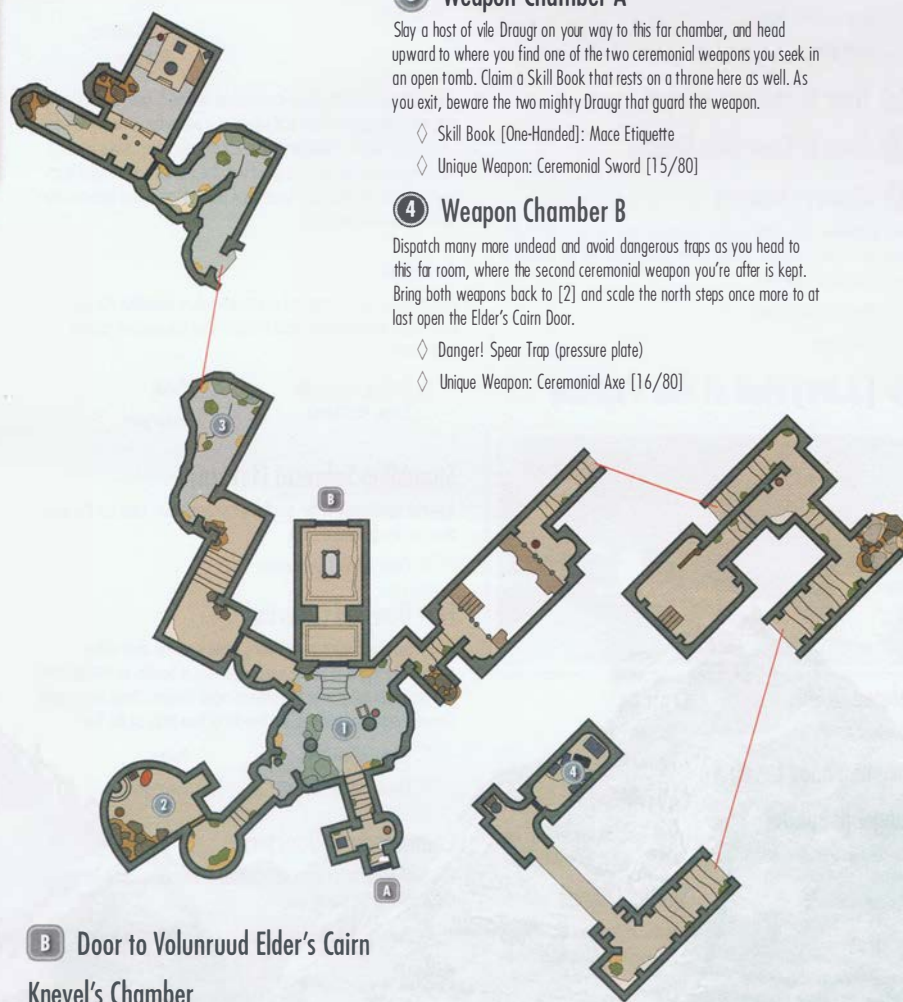 Weapon Chamber A
Slay a host of vile Draugr on your way to this far chamber, and head
upward to where you find one of the two ceremonial weapons you seek in
an open tomb. Claim a Skill Book that rests on a throne here as well. As
you exit, beware the two mighty Draugr that guard the weapon.
◊ Skill Book [One-Handed]: Mace Etiquette
◊ Unique Weapon: Ceremonial Sword [15/80]
4 Weapon Chamber B
Dispatch many more undead and avoid dangerous traps as you head to
this far room, where the second ceremonial weapon you're after is kept.
Bring both weapons back to [2] and scale the north steps once more to at
last open the Elder's Cairn Door.
◊ Danger! Spear Trap (pressure plate)
◊ Unique Weapon: Ceremonial Axe [16/80]
3
B
1
4
2
A
B Door to Volunruud Elder's Cairn
Kvenel's Chamber